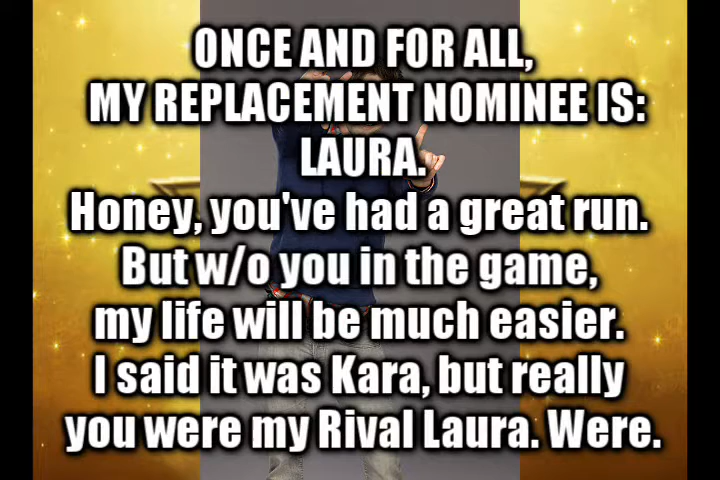 ONCE AND FOR ALL,
MY REPLACEMENT NOMINEE IS:
LAURA.
Honey, you've had a great run.
But w/o you in the game,
my life will be much easier.
I said it was Kara, but really
you were my Rival Laura. Were.